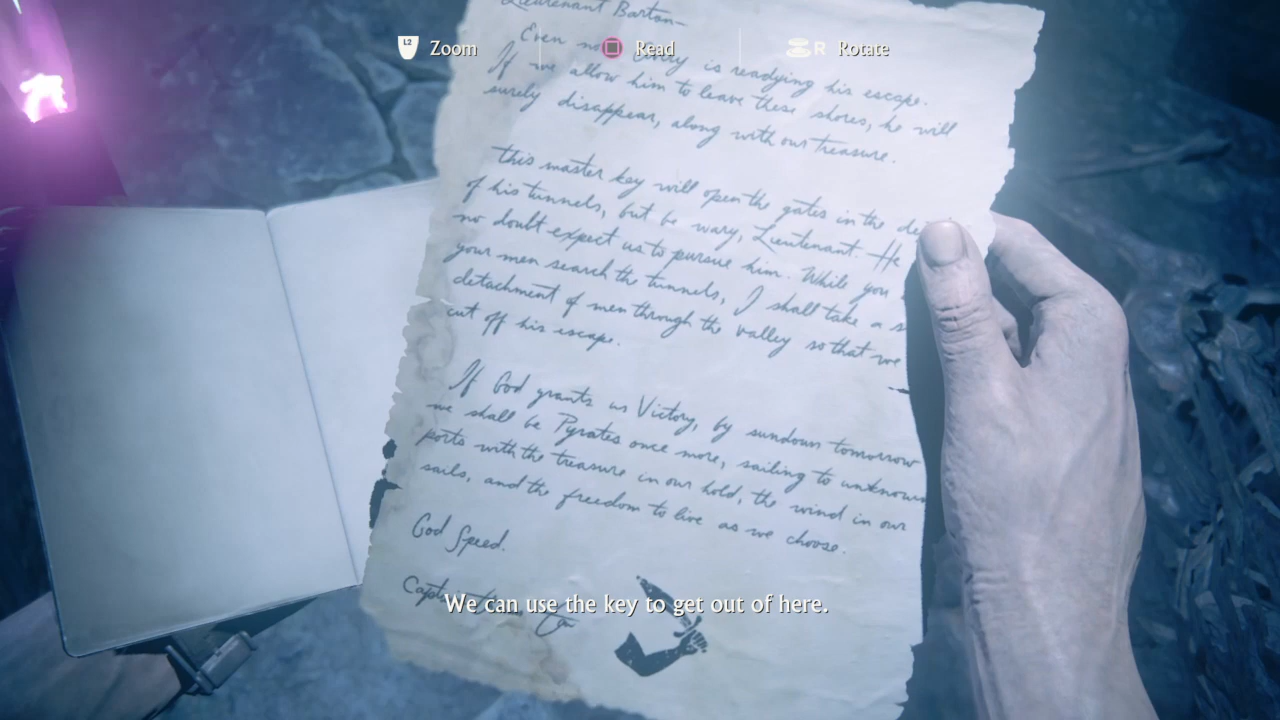 Lieutenant Barton-
Zoom
Read
R Rotate
L2
Even is readying his escape.
If we allow him to leave these shores, he will
surely disappear, along with our treasure.
this master key will open the gates in the
of his tunnels, but be wary, Lieutenant. He
no doubt expect us to pursue him. While you
your men search the tunnels, I shall take a
detachment of men through the valley so that we
cut off his escape.
If God grants us Victory, by sundown tomorrow
we shall be Pyrates once more, sailing to unknown
ports with the treasure in our hold, the wind in our
sails, and the freedom to live as we choose.
God Speed.
We can use the key to get out of here.